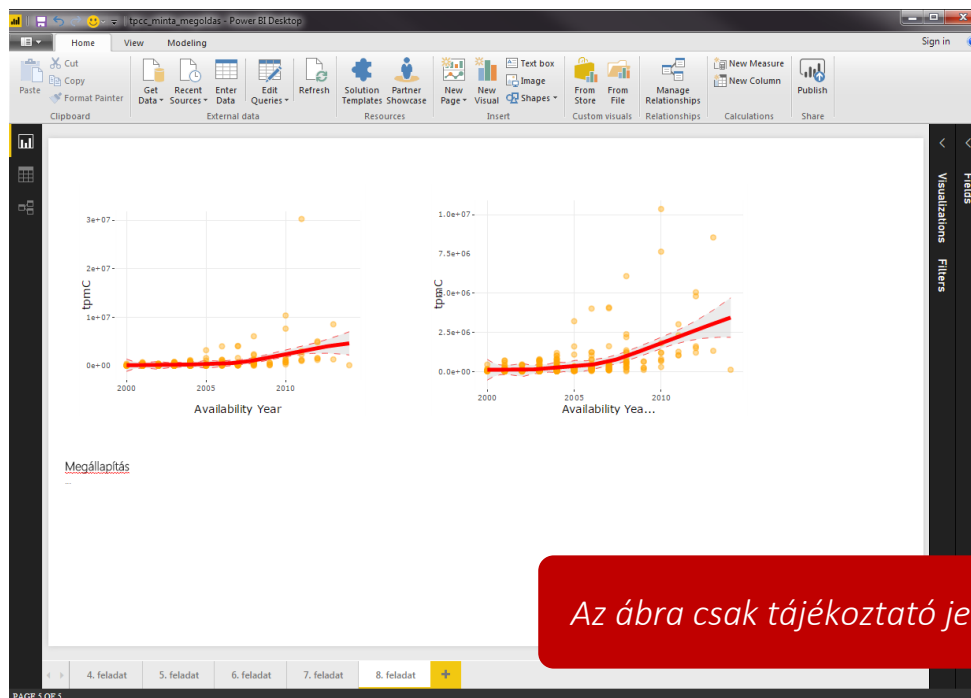 tpcc_minta_megoldas - Power BI Desktop
Home View Modeling Sign in
Paste
Cut
Copy
Format Painter
Clipboard
Get Data
Recent Sources
Enter Data
Edit Queries
Refresh
External data
Solution Templates
Partner Showcase
Resources
New Page
New Visual
Text box
Image
Shapes
Insert
From Store
From File
Custom visuals
Manage Relationships
Relationships
New Measure
New Column
Calculations
Publish
Share
Visualizations
Filters
Fields
3e+07
2e+07
1e+07
0e+00
tpmC
2000 2005 2010
Availability Year
1.0e+07
7.5e+06
5.0e+06
2.5e+06
0.0e+00
tpmC
2000 2005 2010
Availability Yea...
Megállapítás
...
Az ábra csak tájékoztató je
4. feladat 5. feladat 6. feladat 7. feladat 8. feladat +
PAGE 5 OF 5